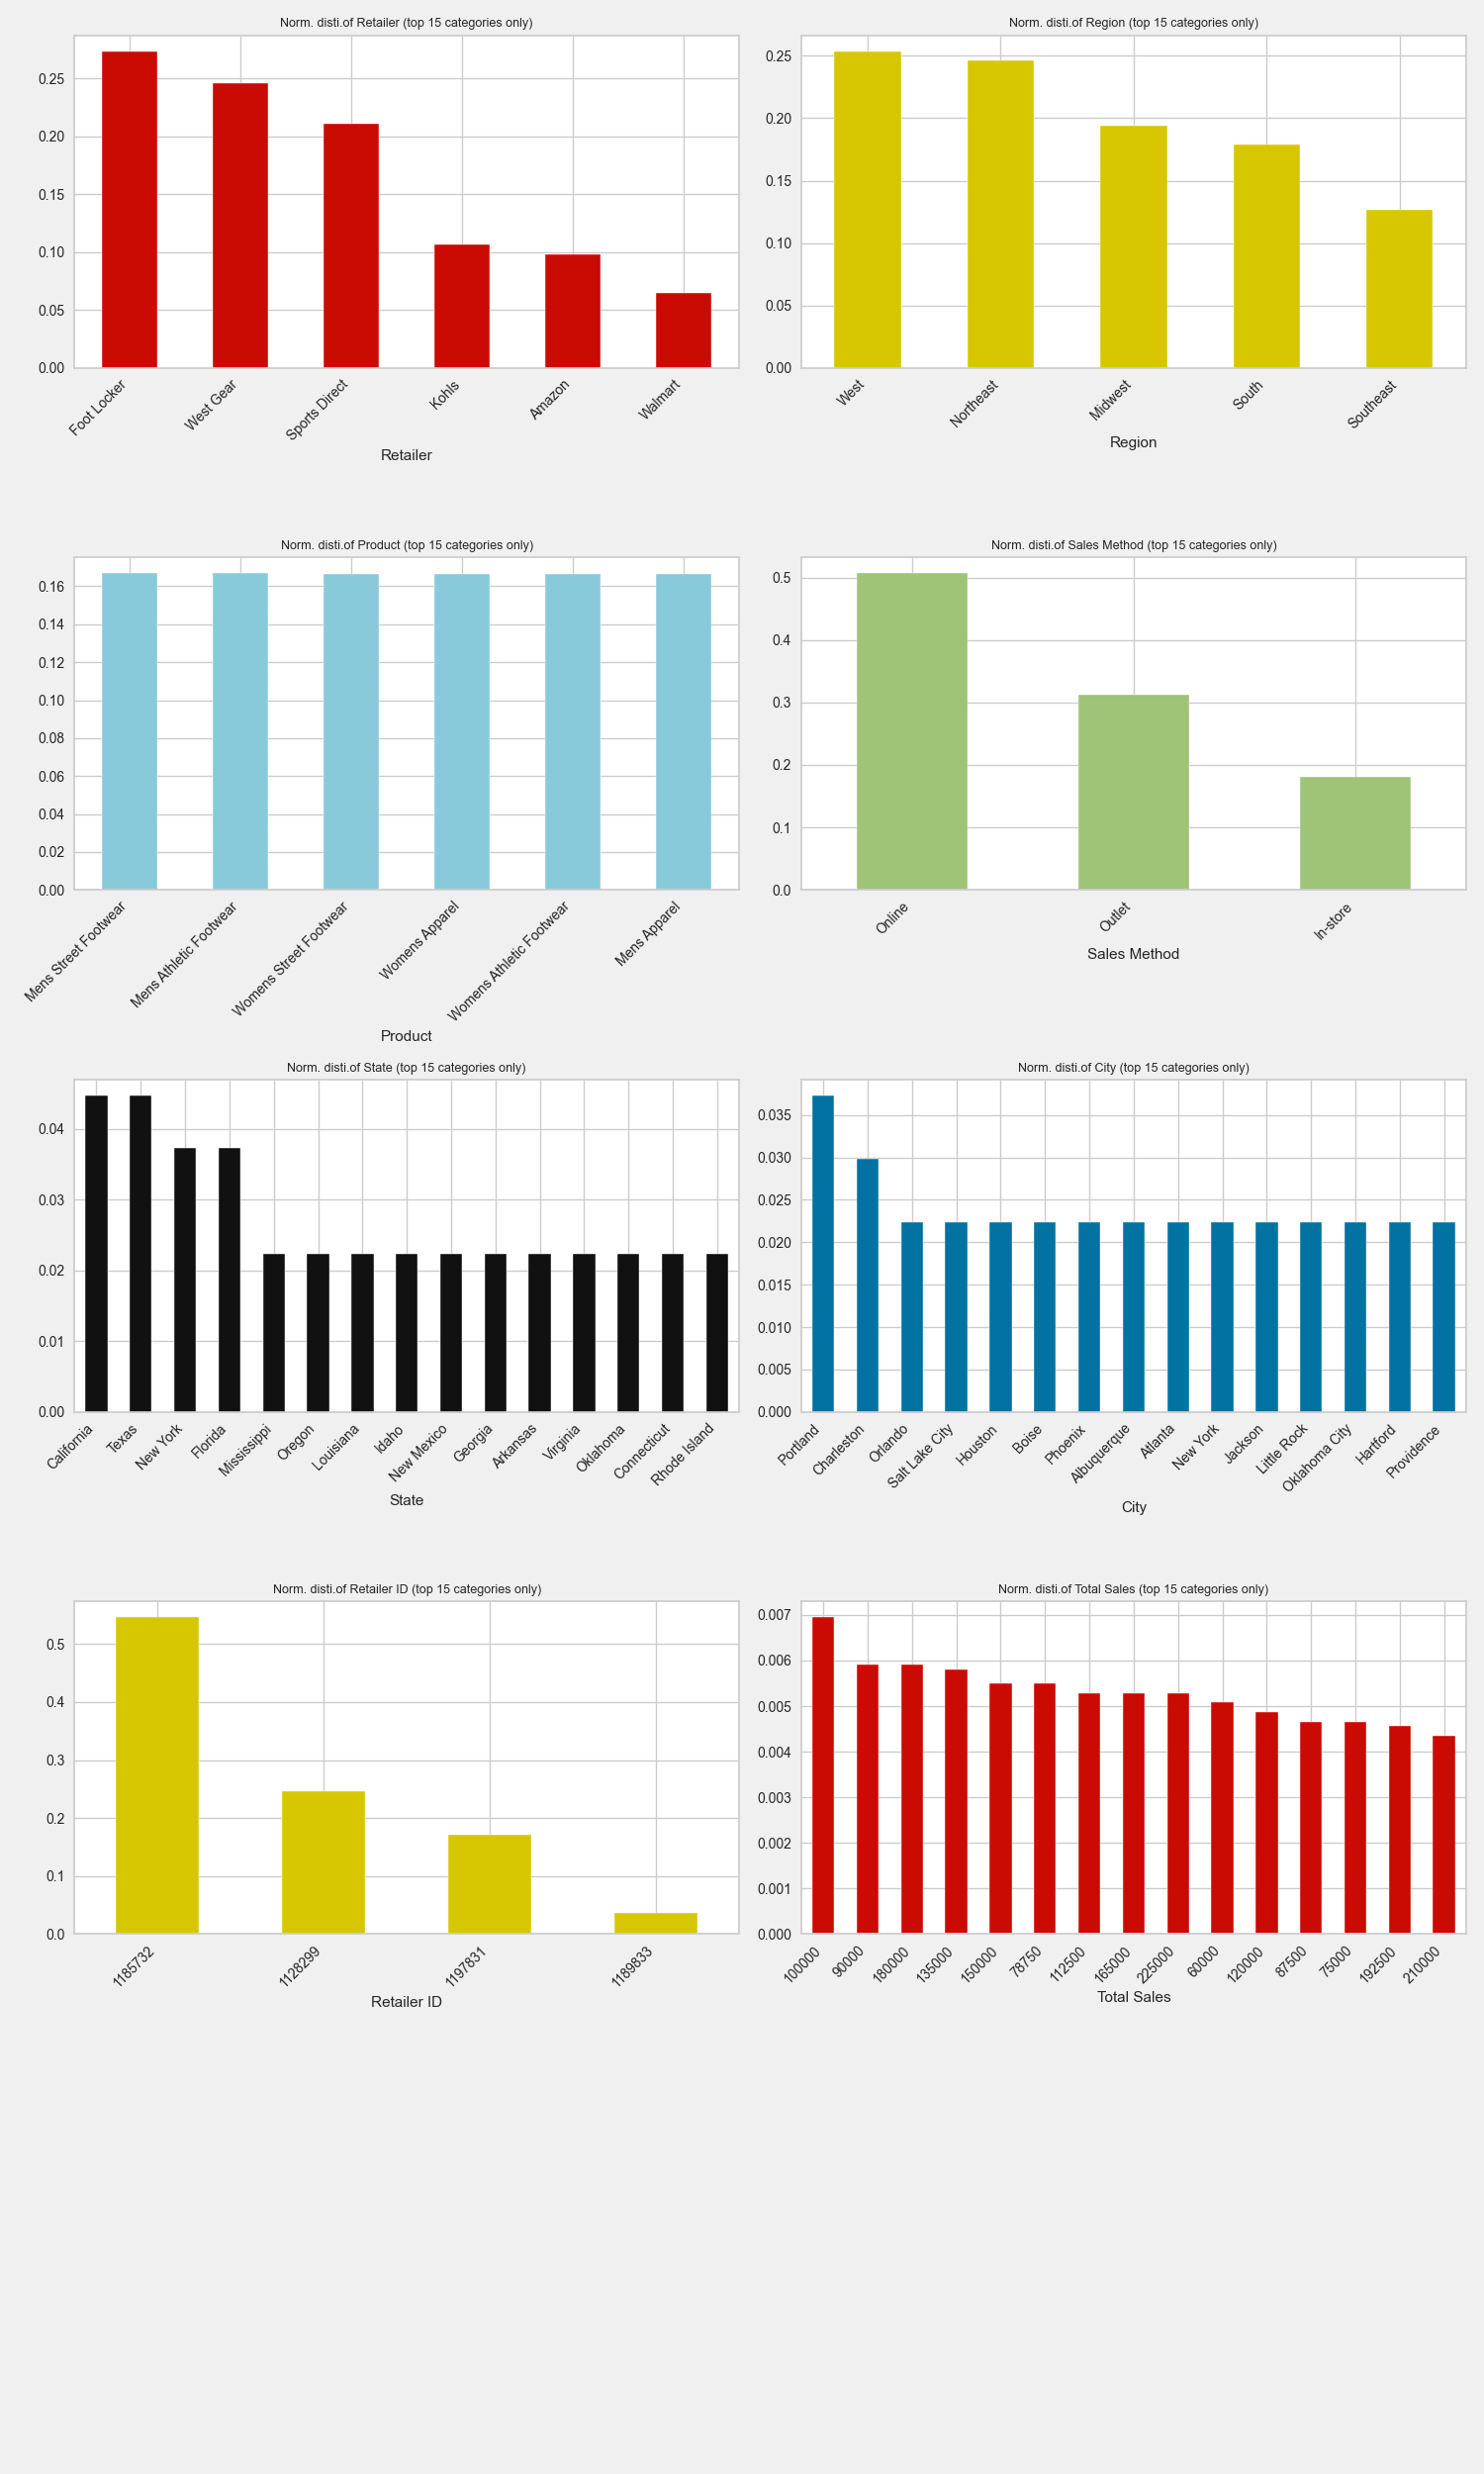 Norm. disti.of Retailer (top 15 categories only)
0.25
0.20
0.15
0.10
0.05
0.00
Foot Locker
West Gear
Sports Direct
Kohls
Amazon
Walmart
Retailer
Norm. disti.of Region (top 15 categories only)
0.25
0.20
0.15
0.10
0.05
0.00
West
Northeast
Midwest
South
Southeast
Region
Norm. disti.of Product (top 15 categories only)
0.16
0.14
0.12
0.10
0.08
0.06
0.04
0.02
0.00
Mens Street Footwear
Mens Athletic Footwear
Womens Street Footwear
Womens Apparel
Womens Athletic Footwear
Mens Apparel
Product
Norm. disti.of Sales Method (top 15 categories only)
0.5
0.4
0.3
0.2
0.1
0.0
Online
Outlet
In-store
Sales Method
Norm. disti.of State (top 15 categories only)
0.04
0.03
0.02
0.01
0.00
California
Texas
New York
Florida
Mississippi
Oregon
Louisiana
Idaho
New Mexico
Georgia
Arkansas
Virginia
Oklahoma
Connecticut
Rhode Island
State
Norm. disti.of City (top 15 categories only)
0.035
0.030
0.025
0.020
0.015
0.010
0.005
0.000
Portland
Charleston
Orlando
Salt Lake City
Houston
Boise
Phoenix
Albuquerque
Atlanta
New York
Jackson
Little Rock
Oklahoma City
Hartford
Providence
City
Norm. disti.of Retailer ID (top 15 categories only)
0.5
0.4
0.3
0.2
0.1
0.0
1185732
1128299
1197831
1189833
Retailer ID
Norm. disti.of Total Sales (top 15 categories only)
0.007
0.006
0.005
0.004
0.003
0.002
0.001
0.000
100000
90000
180000
135000
150000
78750
112500
165000
225000
60000
120000
87500
75000
192500
210000
Total Sales